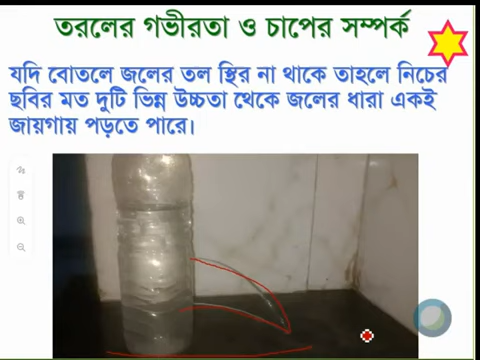 তরলের গভীরতা ও চাপের সম্পর্ক
যদি বোতলে জলের তল স্থির না থাকে তাহলে নিচের
ছবির মত দুটি ভিন্ন উচ্চতা থেকে জলের ধারা একই
জায়গায় পড়তে পারে।